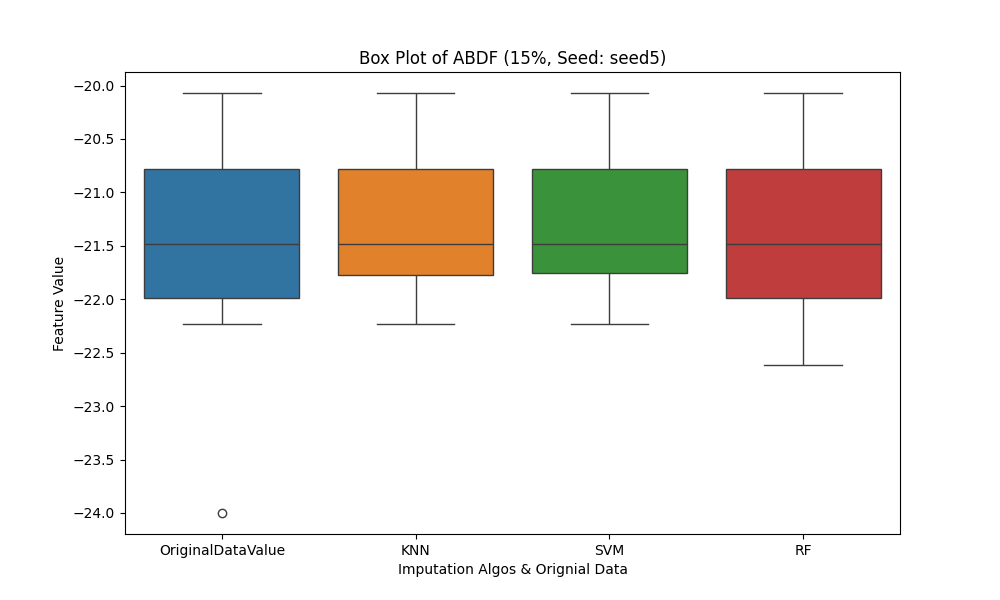 Box Plot of ABDF (15%, Seed: seed5)
Feature Value
−20.0
−20.5
−21.0
−21.5
−22.0
−22.5
−23.0
−23.5
−24.0
OriginalDataValue
KNN
SVM
RF
Imputation Algos & Orignial Data